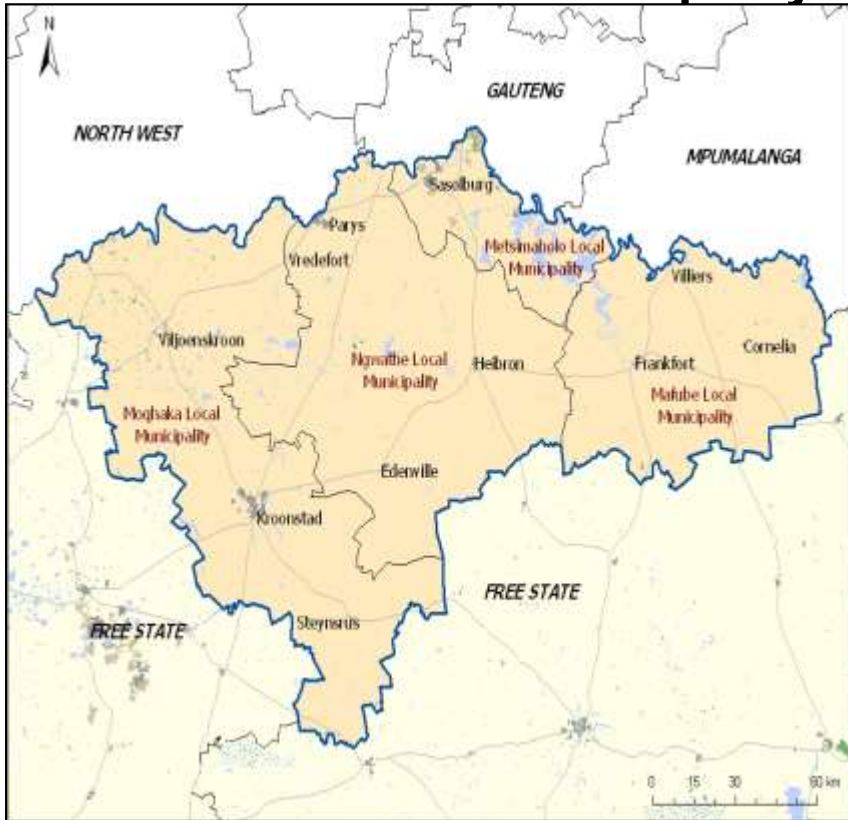 N
GAUTENG
NORTH WEST
MPUMALANGA
Sasolburg
Parys
Metsimaholo Local
Municipality
Vredefort
Villiers
Viljoenskroon
Cornelia
Ngwathe Local
Municipality
Heibron
Frankfort
Mafube Local
Municipality
Moqhaka Local
Municipality
Edenville
Kroonstad
FREE STATE
Steynsrus
FREE STATE
0 15 30 60 km